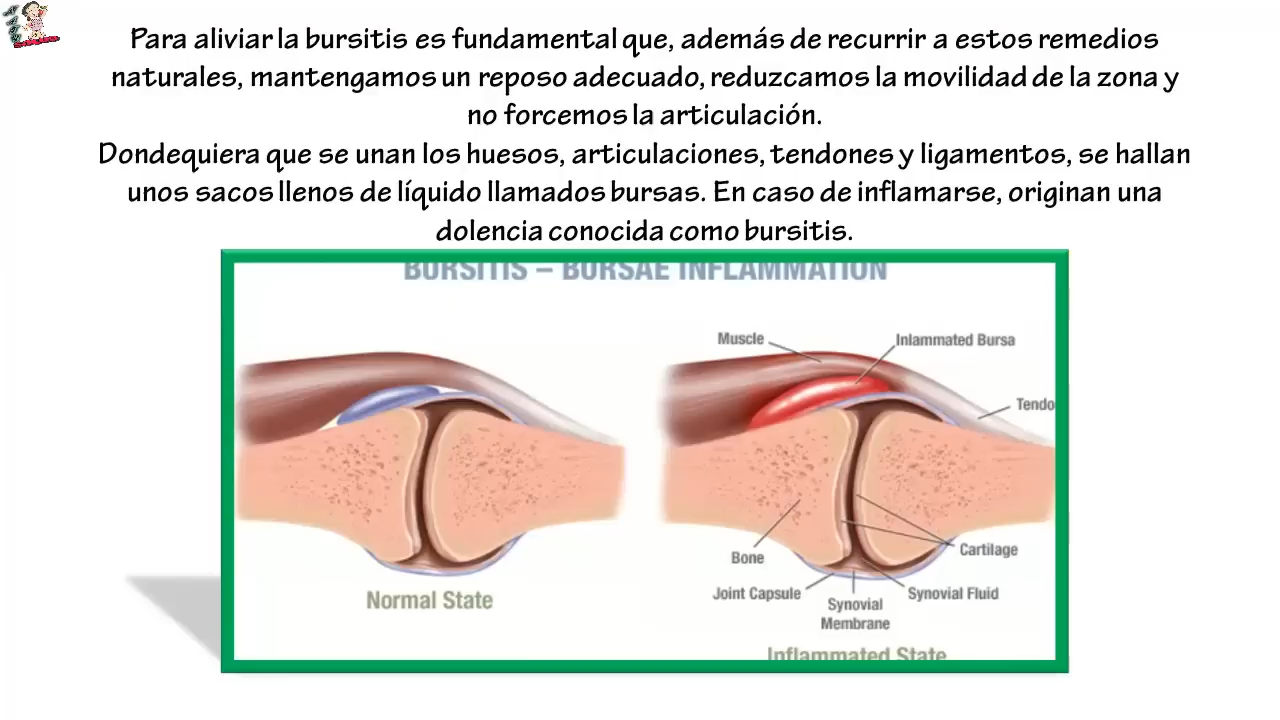 Para aliviar la bursitis es fundamental que, además de recurrir a estos remedios
naturales, mantengamos un reposo adecuado, reduzcamos la movilidad de la zona y
no forcemos la articulación.
Dondequiera que se unan los huesos, articulaciones, tendones y ligamentos, se hallan
unos sacos llenos de líquido llamados bursas. En caso de inflamarse, originan una
dolencia conocida como bursitis.
BURSITIS – BURSAE INFLAMMATION
Muscle
Inlammated Bursa
Tendo
Bone
Cartilage
Joint Capsule
Synovial Fluid
Synovial
Membrane
Normal State
Inflammated State